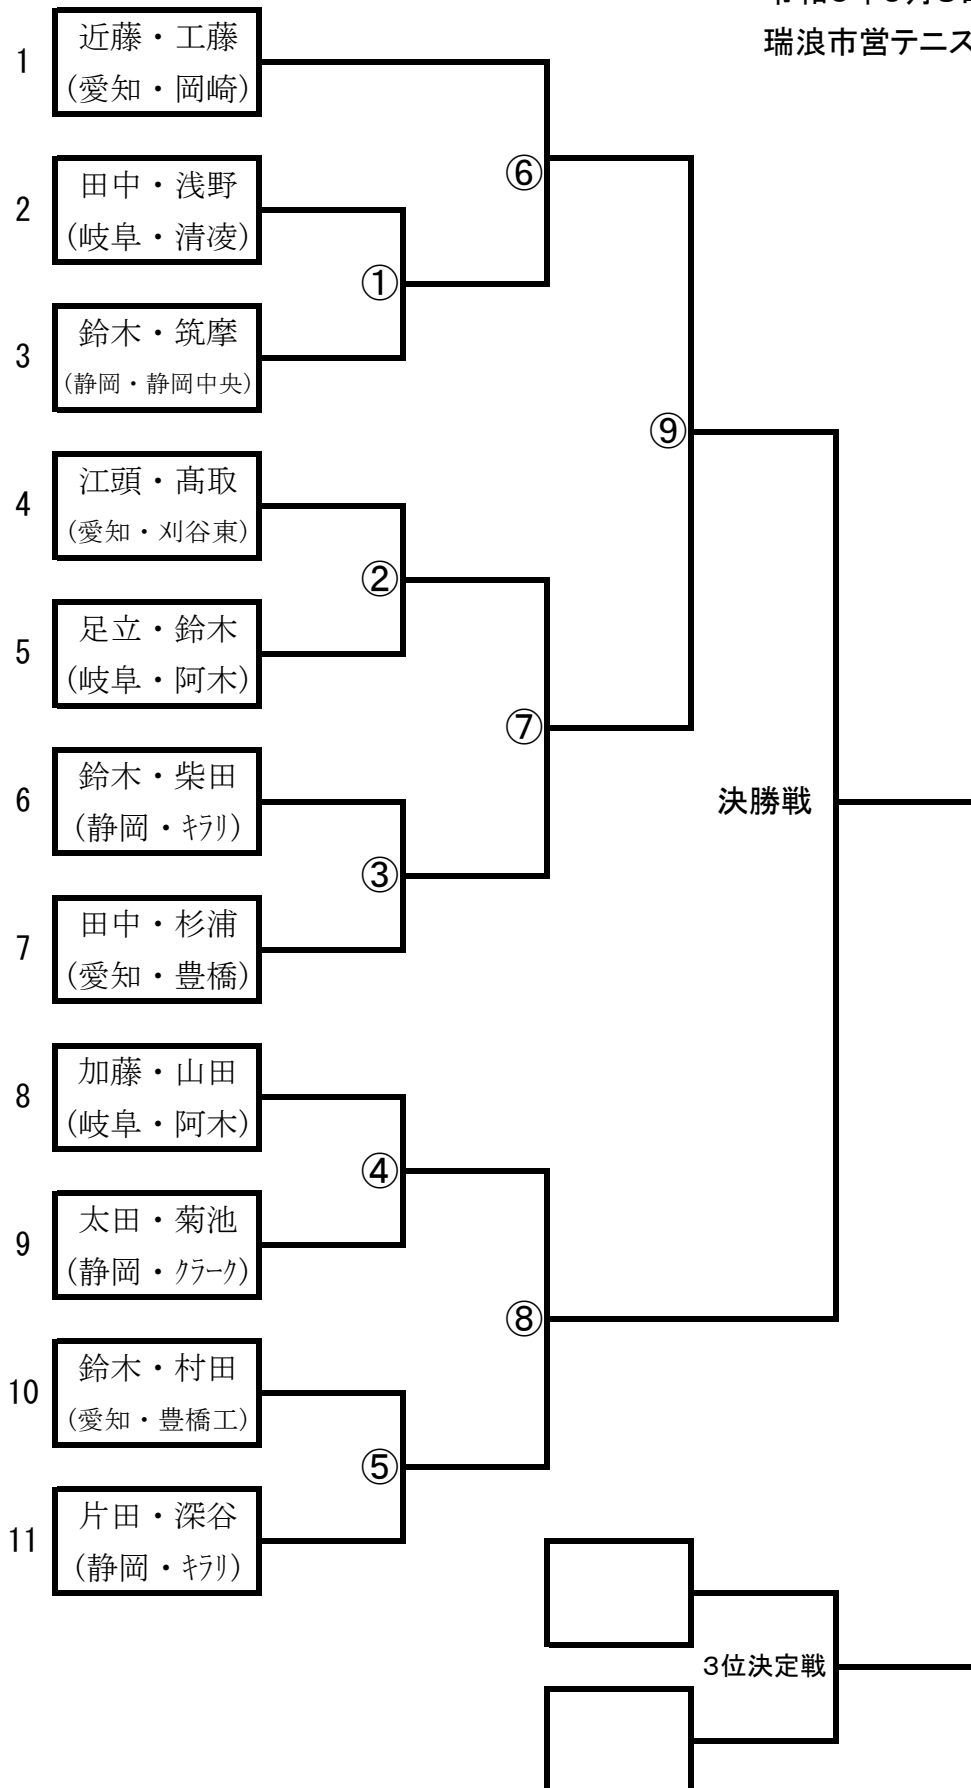 瑞浪市営テニス
1
近藤・工藤
(愛知・岡崎)
⑥
2
田中・浅野
(岐阜・清凌)
①
3
鈴木・筑摩
(静岡・静岡中央)
⑨
4
江頭・髙取
(愛知・刈谷東)
②
5
足立・鈴木
(岐阜・阿木)
⑦
6
鈴木・柴田
(静岡・ｷﾗﾘ)
決勝戦
③
7
田中・杉浦
(愛知・豊橋)
8
加藤・山田
(岐阜・阿木)
④
9
太田・菊池
(静岡・ｸﾗｰｸ)
⑧
10
鈴木・村田
(愛知・豊橋工)
⑤
11
片田・深谷
(静岡・ｷﾗﾘ)
3位決定戦